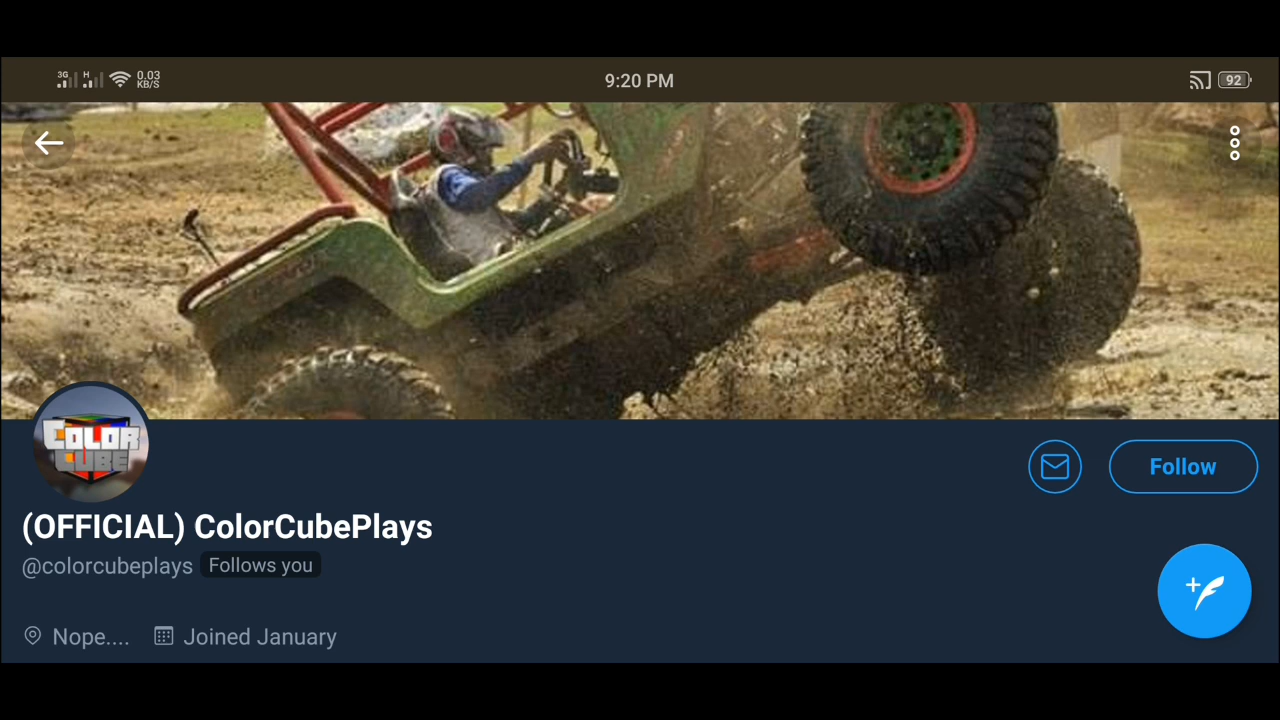 3G H 0.03 KB/S 9:20 PM 92
COLOR
CUBE
Follow
(OFFICIAL) ColorCubePlays
@colorcubeplays Follows you
Nope.... Joined January